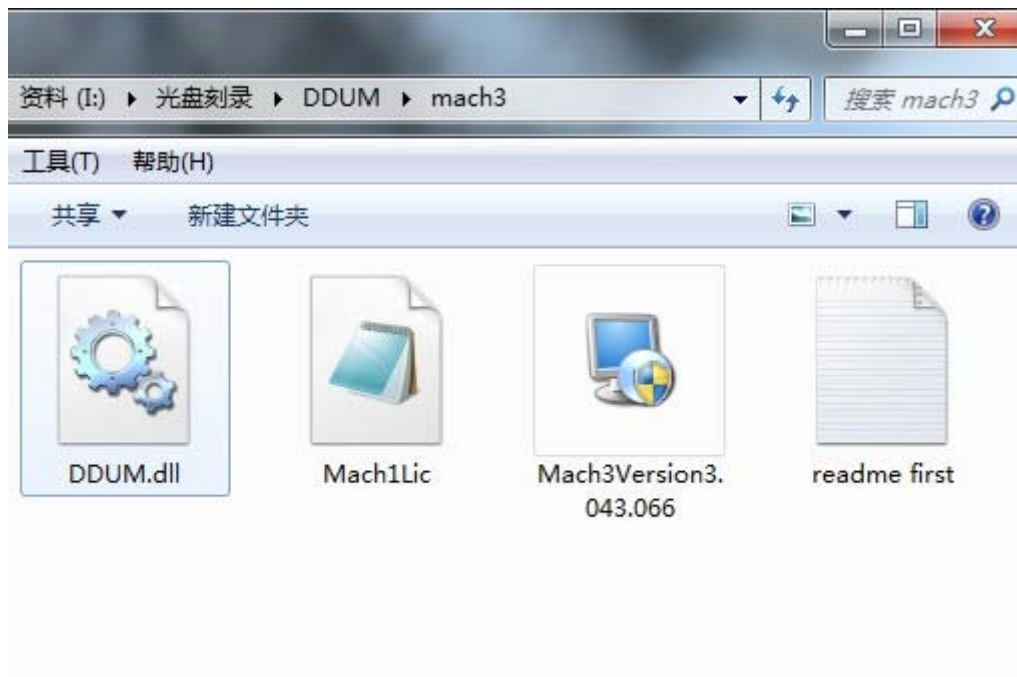 资料 (I:) ▸ 光盘刻录 ▸ DDUM ▸ mach3
搜索 mach3
工具(T) 帮助(H)
共享 新建文件夹
DDUM.dll
Mach1Lic
Mach3Version3.
043.066
readme first